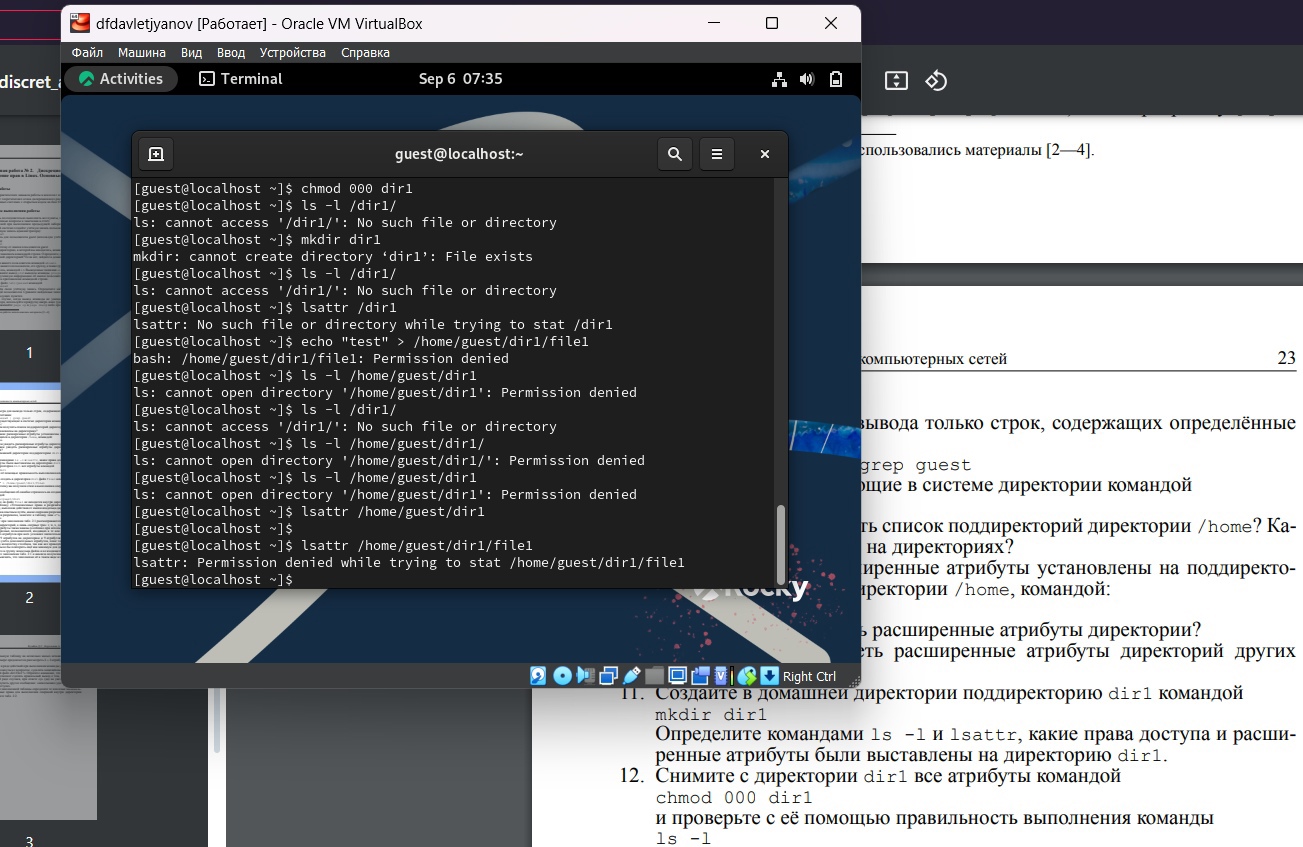 dfdavletjyanov [Работает] - Oracle VM VirtualBox
Файл Машина Вид Ввод Устройства Справка
Activities Terminal Sep 6 07:35
guest@localhost:~
[guest@localhost ~]$ chmod 000 dir1
[guest@localhost ~]$ ls -l /dir1/
ls: cannot access '/dir1/': No such file or directory
[guest@localhost ~]$ mkdir dir1
mkdir: cannot create directory ‘dir1’: File exists
[guest@localhost ~]$ ls -l /dir1/
ls: cannot access '/dir1/': No such file or directory
[guest@localhost ~]$ lsattr /dir1
lsattr: No such file or directory while trying to stat /dir1
[guest@localhost ~]$ echo "test" > /home/guest/dir1/file1
bash: /home/guest/dir1/file1: Permission denied
[guest@localhost ~]$ ls -l /home/guest/dir1
ls: cannot open directory '/home/guest/dir1': Permission denied
[guest@localhost ~]$ ls -l /dir1/
ls: cannot access '/dir1/': No such file or directory
[guest@localhost ~]$ ls -l /home/guest/dir1/
ls: cannot open directory '/home/guest/dir1/': Permission denied
[guest@localhost ~]$ ls -l /home/guest/dir1
ls: cannot open directory '/home/guest/dir1': Permission denied
[guest@localhost ~]$ lsattr /home/guest/dir1
[guest@localhost ~]$
[guest@localhost ~]$ lsattr /home/guest/dir1/file1
lsattr: Permission denied while trying to stat /home/guest/dir1/file1
[guest@localhost ~]$
Rocky
Right Ctrl
discret_
1
2
3
спользовались материалы [2—4].
компьютерных сетей 23
вывода только строк, содержащих определённые
grep guest
ющие в системе директории командой
ть список поддиректорий директории /home? Ка-
на директориях?
иренные атрибуты установлены на поддиректо-
иректории /home, командой:
ь расширенные атрибуты директории?
еть расширенные атрибуты директорий других
11. Создайте в домашней директории поддиректорию dir1 командой
mkdir dir1
Определите командами ls -l и lsattr, какие права доступа и расши-
ренные атрибуты были выставлены на директорию dir1.
12. Снимите с директории dir1 все атрибуты командой
chmod 000 dir1
и проверьте с её помощью правильность выполнения команды
ls -l